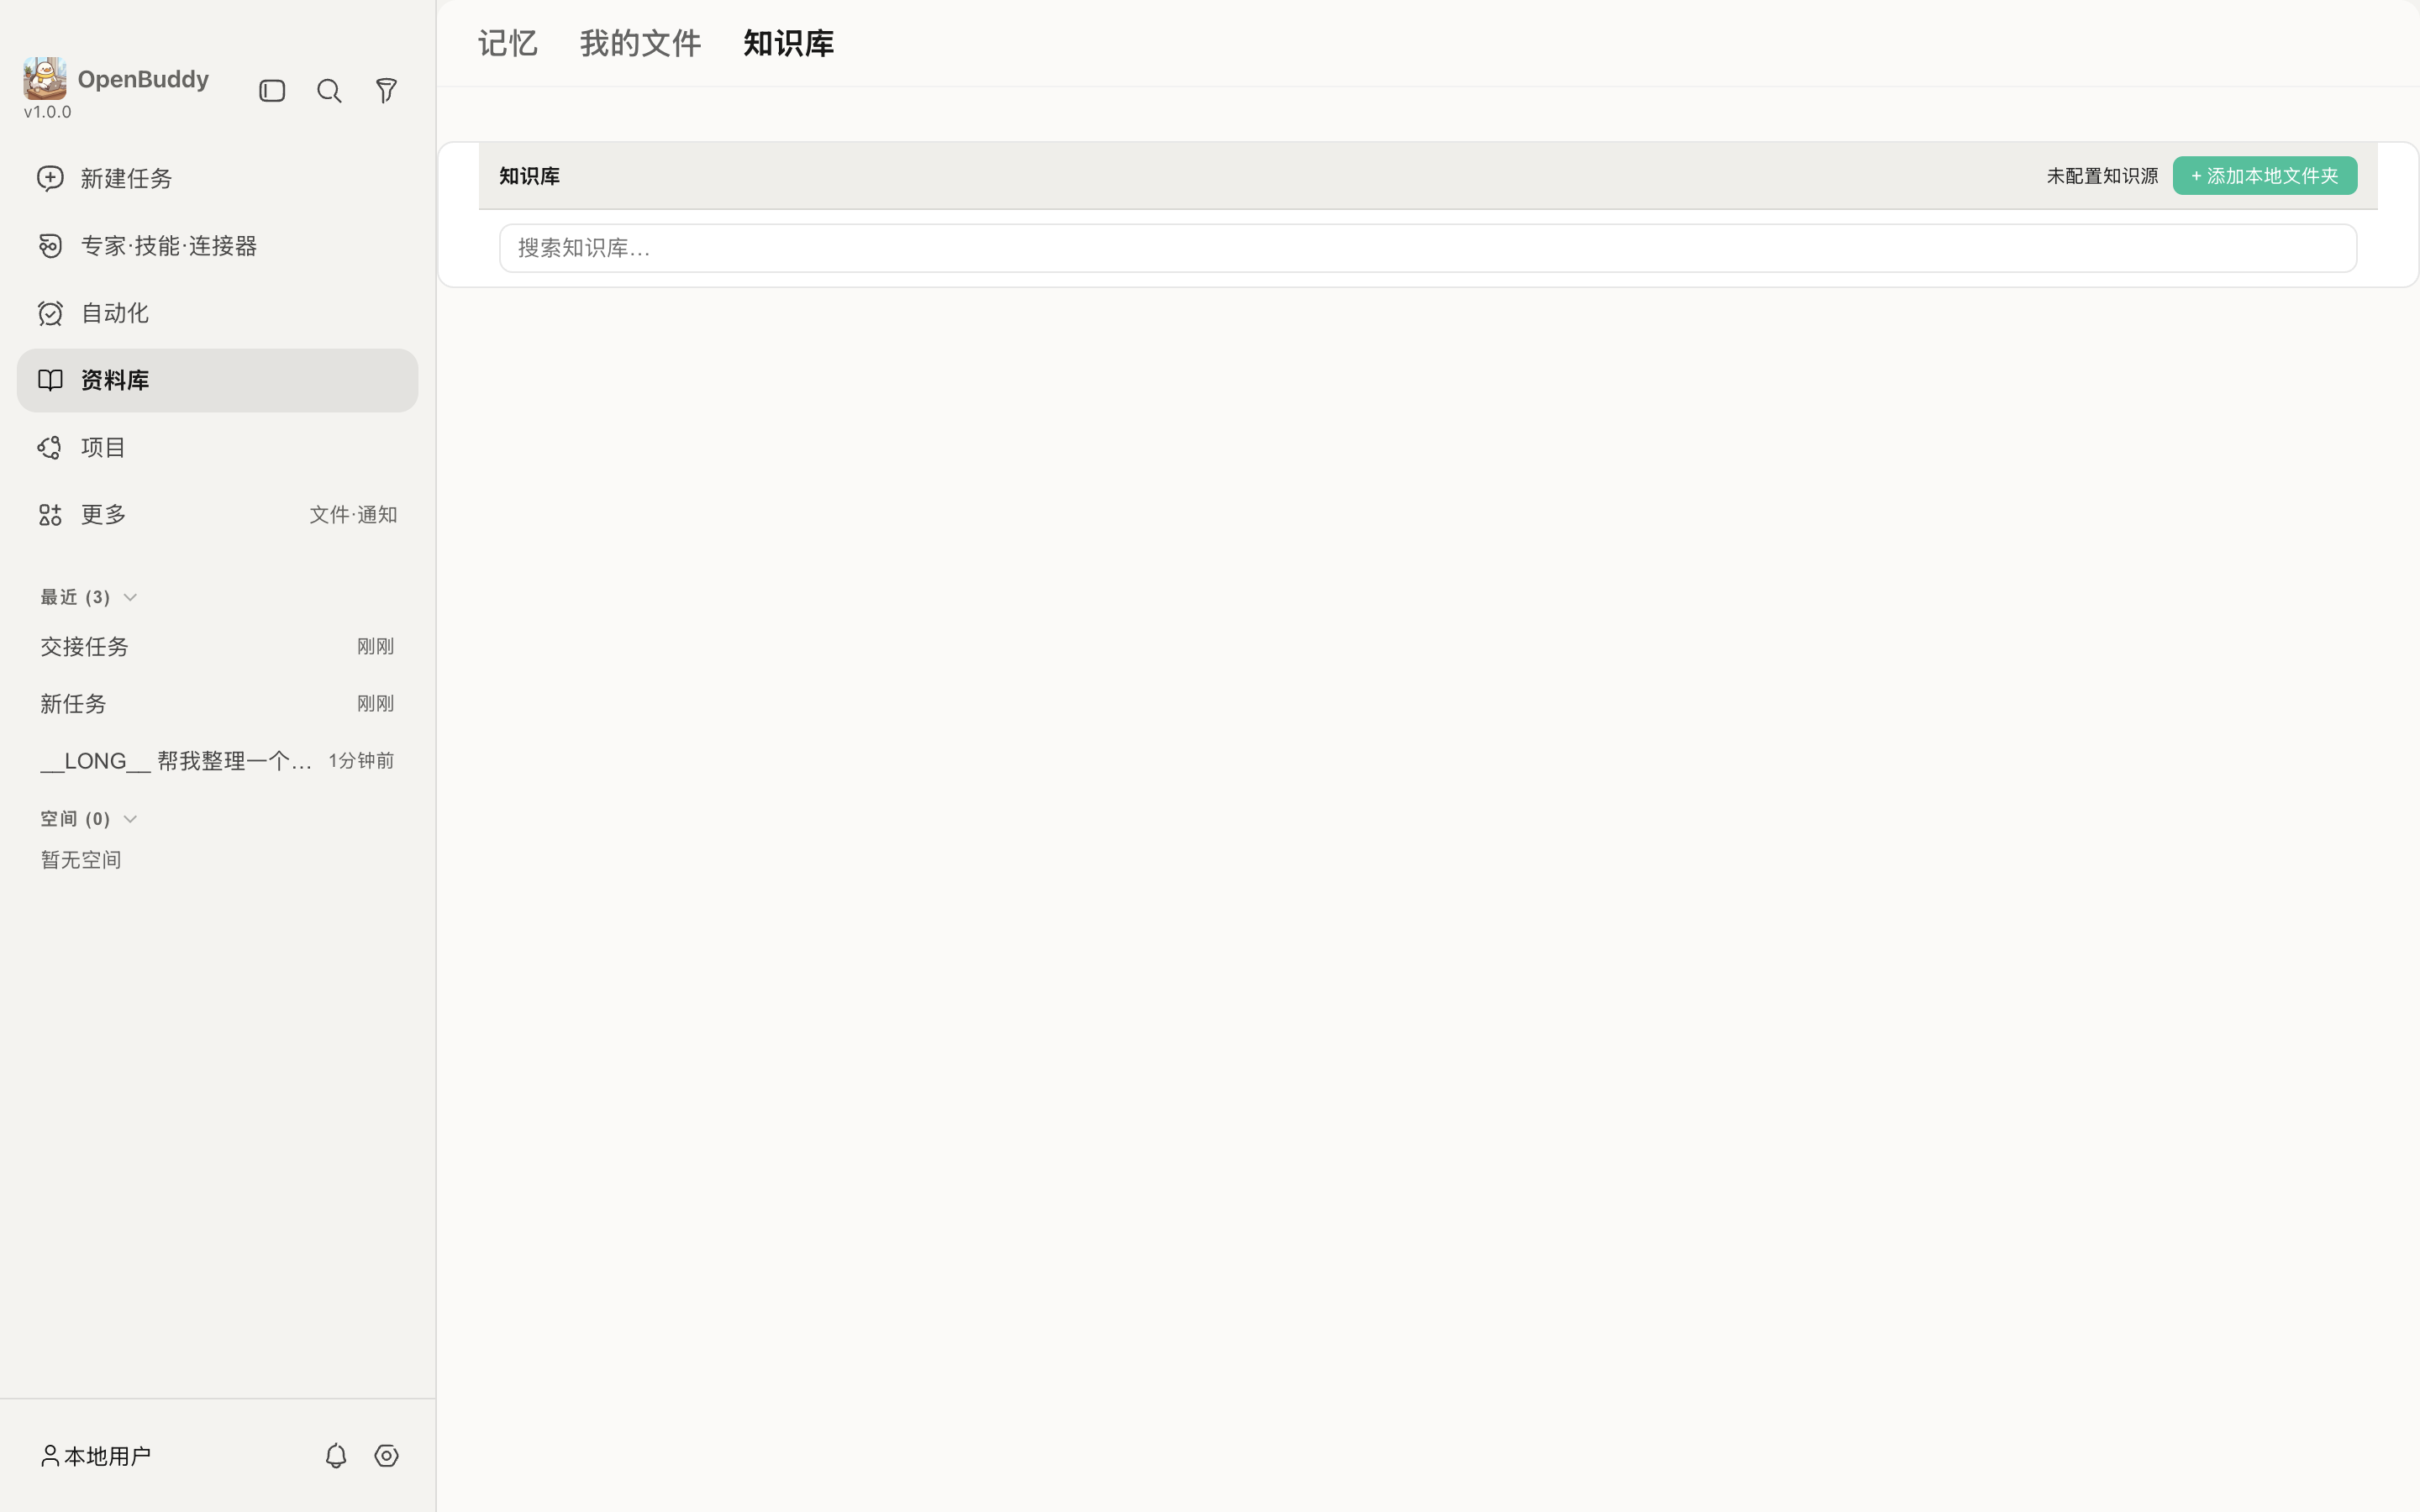 OpenBuddy
v1.0.0
新建任务
专家·技能·连接器
自动化
资料库
项目
更多 文件·通知
最近 (3)
交接任务 刚刚
新任务 刚刚
__LONG__ 帮我整理一个... 1分钟前
空间 (0)
暂无空间
本地用户
记忆 我的文件 知识库
知识库 未配置知识源 + 添加本地文件夹
搜索知识库...